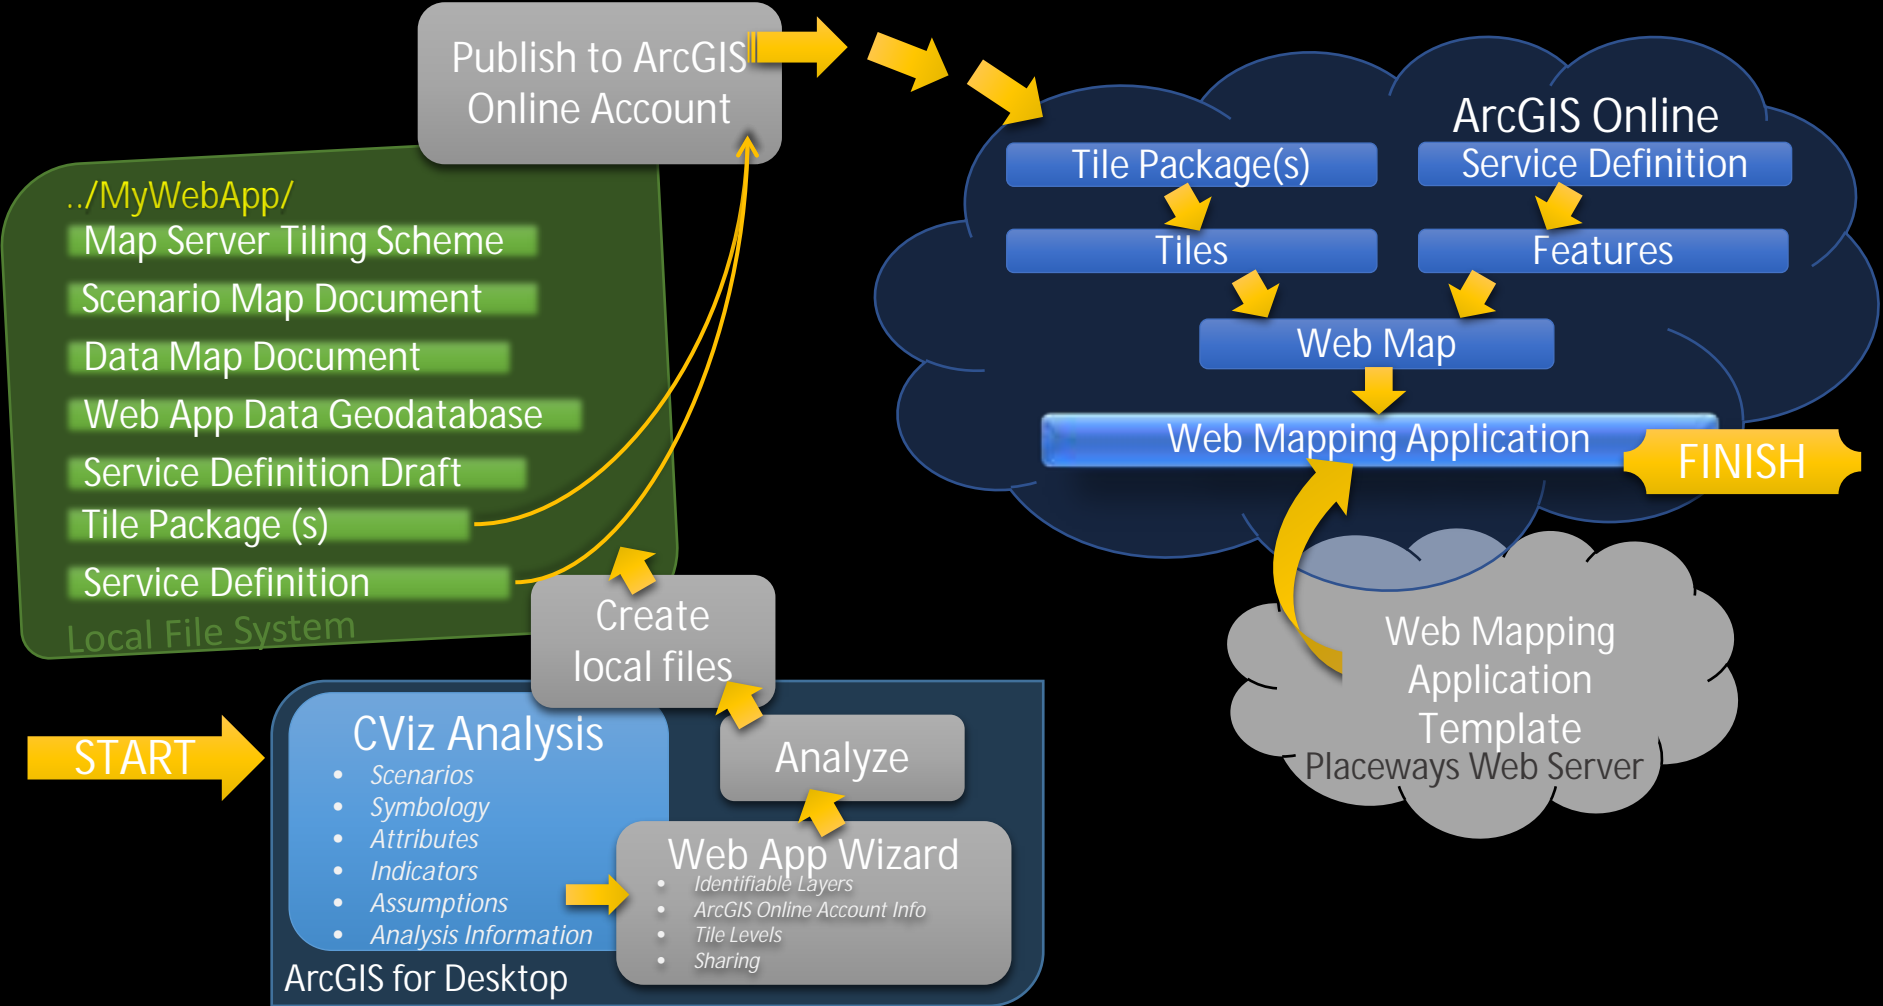 Publish to ArcGIS
Online Account
../MyWebApp/
Map Server Tiling Scheme
Scenario Map Document
Data Map Document
Web App Data Geodatabase
Service Definition Draft
Tile Package (s)
Service Definition
Local File System
Create
local files
START
CViz Analysis
• Scenarios
• Symbology
• Attributes
• Indicators
• Assumptions
• Analysis Information
ArcGIS for Desktop
Analyze
Web App Wizard
• Identifiable Layers
• ArcGIS Online Account Info
• Tile Levels
• Sharing
ArcGIS Online
Tile Package(s)
Service Definition
Tiles
Features
Web Map
Web Mapping Application
FINISH
Web Mapping
Application
Template
Placeways Web Server